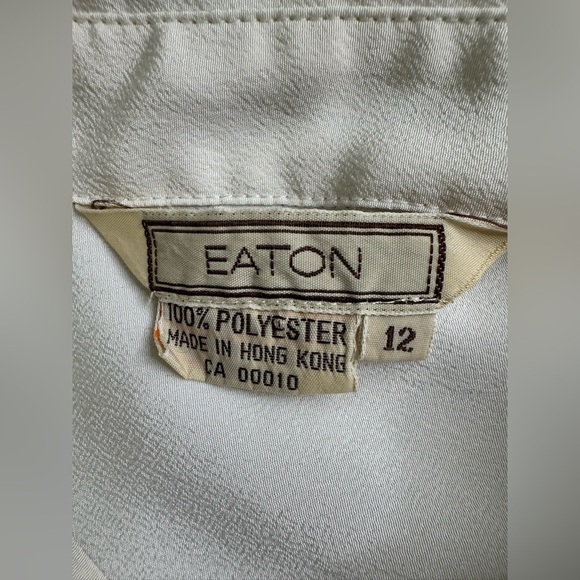 EATON
100% POLYESTER
MADE IN HONG KONG
CA 00010
12